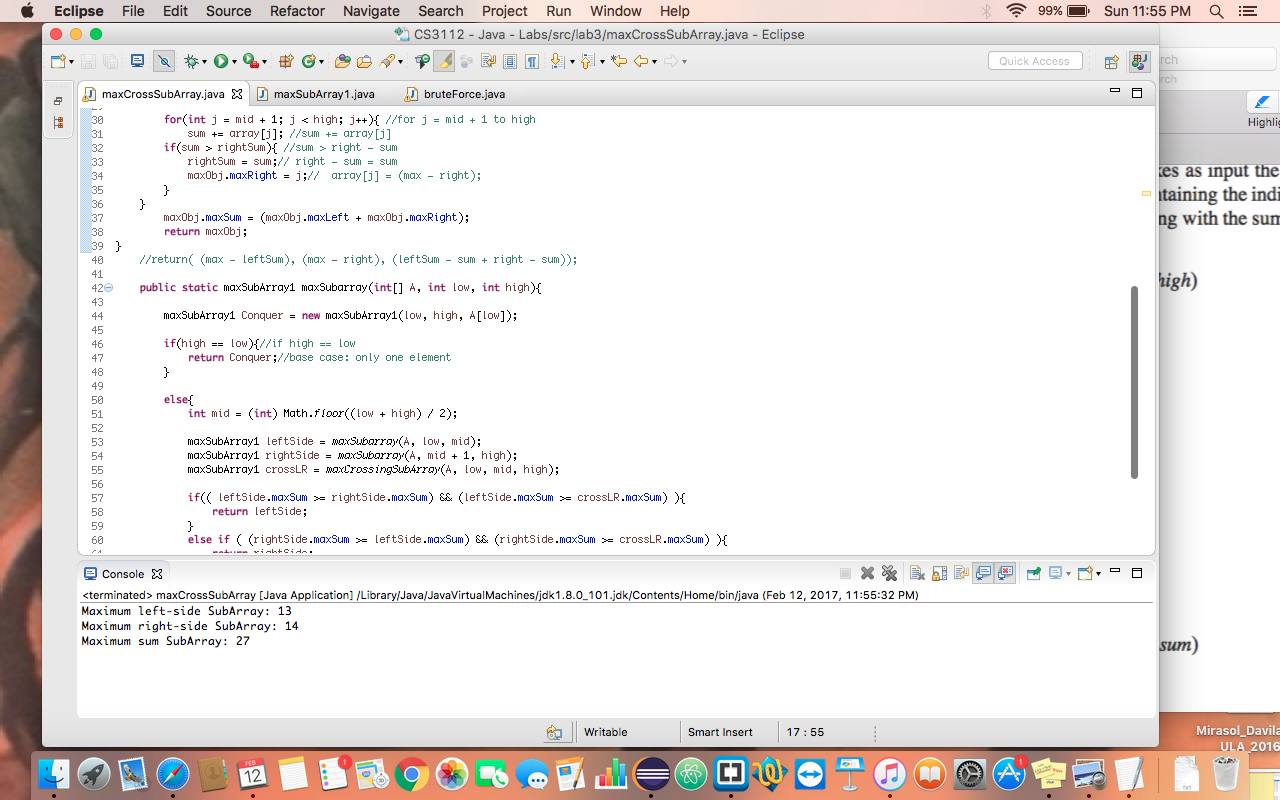 Eclipse File Edit Source Refactor Navigate Search Project Run Window Help 99% Sun 11:55 PM
CS3112 - Java - Labs/src/lab3/maxCrossSubArray.java - Eclipse
Quick Access
maxCrossSubArray.java maxSubArray1.java bruteForce.java
30 for(int j = mid + 1; j < high; j++){ //for j = mid + 1 to high
31 sum += array[j]; //sum += array[j]
32 if(sum > rightSum){ //sum > right - sum
33 rightSum = sum;// right - sum = sum
34 maxObj.maxRight = j;// array[j] = (max - right);
35 }
36 }
37 maxObj.maxSum = (maxObj.maxLeft + maxObj.maxRight);
38 return maxObj;
39 }
40 //return( (max - leftSum), (max - right), (leftSum - sum + right - sum));
41
42 public static maxSubArray1 maxSubarray(int[] A, int low, int high){
43
44 maxSubArray1 Conquer = new maxSubArray1(low, high, A[low]);
45
46 if(high == low){//if high == low
47 return Conquer;//base case: only one element
48 }
49
50 else{
51 int mid = (int) Math.floor((low + high) / 2);
52
53 maxSubArray1 leftSide = maxSubarray(A, low, mid);
54 maxSubArray1 rightSide = maxSubarray(A, mid + 1, high);
55 maxSubArray1 crossLR = maxCrossingSubArray(A, low, mid, high);
56
57 if(( leftSide.maxSum >= rightSide.maxSum) && (leftSide.maxSum >= crossLR.maxSum) ){
58 return leftSide;
59 }
60 else if ( (rightSide.maxSum >= leftSide.maxSum) && (rightSide.maxSum >= crossLR.maxSum) ){
Console
<terminated> maxCrossSubArray [Java Application] /Library/Java/JavaVirtualMachines/jdk1.8.0_101.jdk/Contents/Home/bin/java (Feb 12, 2017, 11:55:32 PM)
Maximum left-side SubArray: 13
Maximum right-side SubArray: 14
Maximum sum SubArray: 27
Writable Smart Insert 17 : 55
rch
rch
Highlig
kes as input the
ntaining the indi
ng with the sum
high)
sum)
Mirasol_Davila
ULA_2016
FEB
12
1
1
TXT